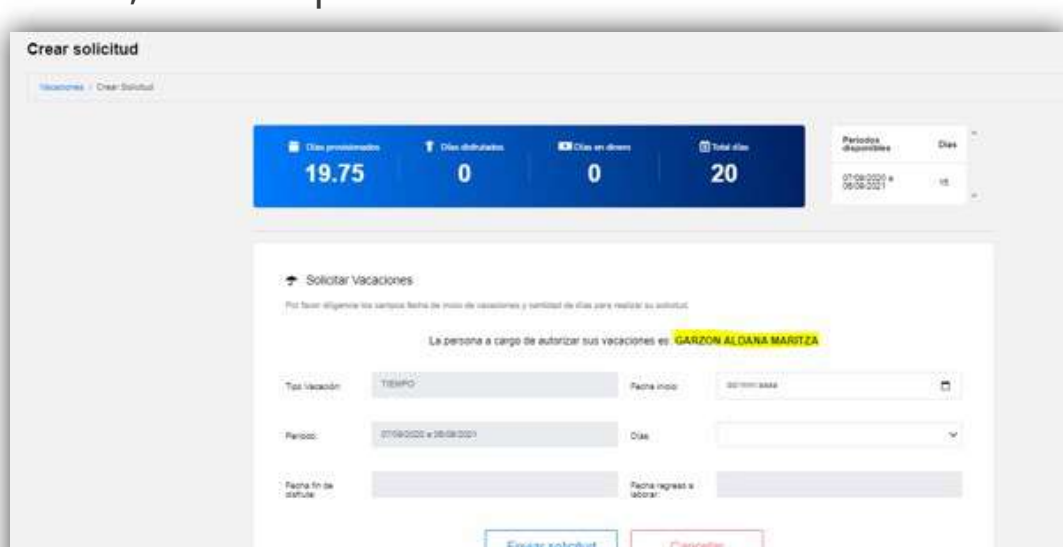 Crear solicitud
Vacaciones / Crear Solicitud
Días provisionados Días disfrutados Días en dinero Total días
19.75 0 0 20
Periodos disponibles Días
07/09/2020 a 06/09/2021 15
Solicitar Vacaciones
Por favor diligencie los campos fecha de inicio de vacaciones y cantidad de días para realizar su solicitud.
La persona a cargo de autorizar sus vacaciones es: GARZON ALDANA MARITZA
Tipo Vacación: TIEMPO Fecha inicio: dd/mm/aaaa
Periodo: 07/09/2020 a 06/09/2021 Días:
Fecha fin de disfrute: Fecha regreso a laborar:
Enviar solicitud Cancelar